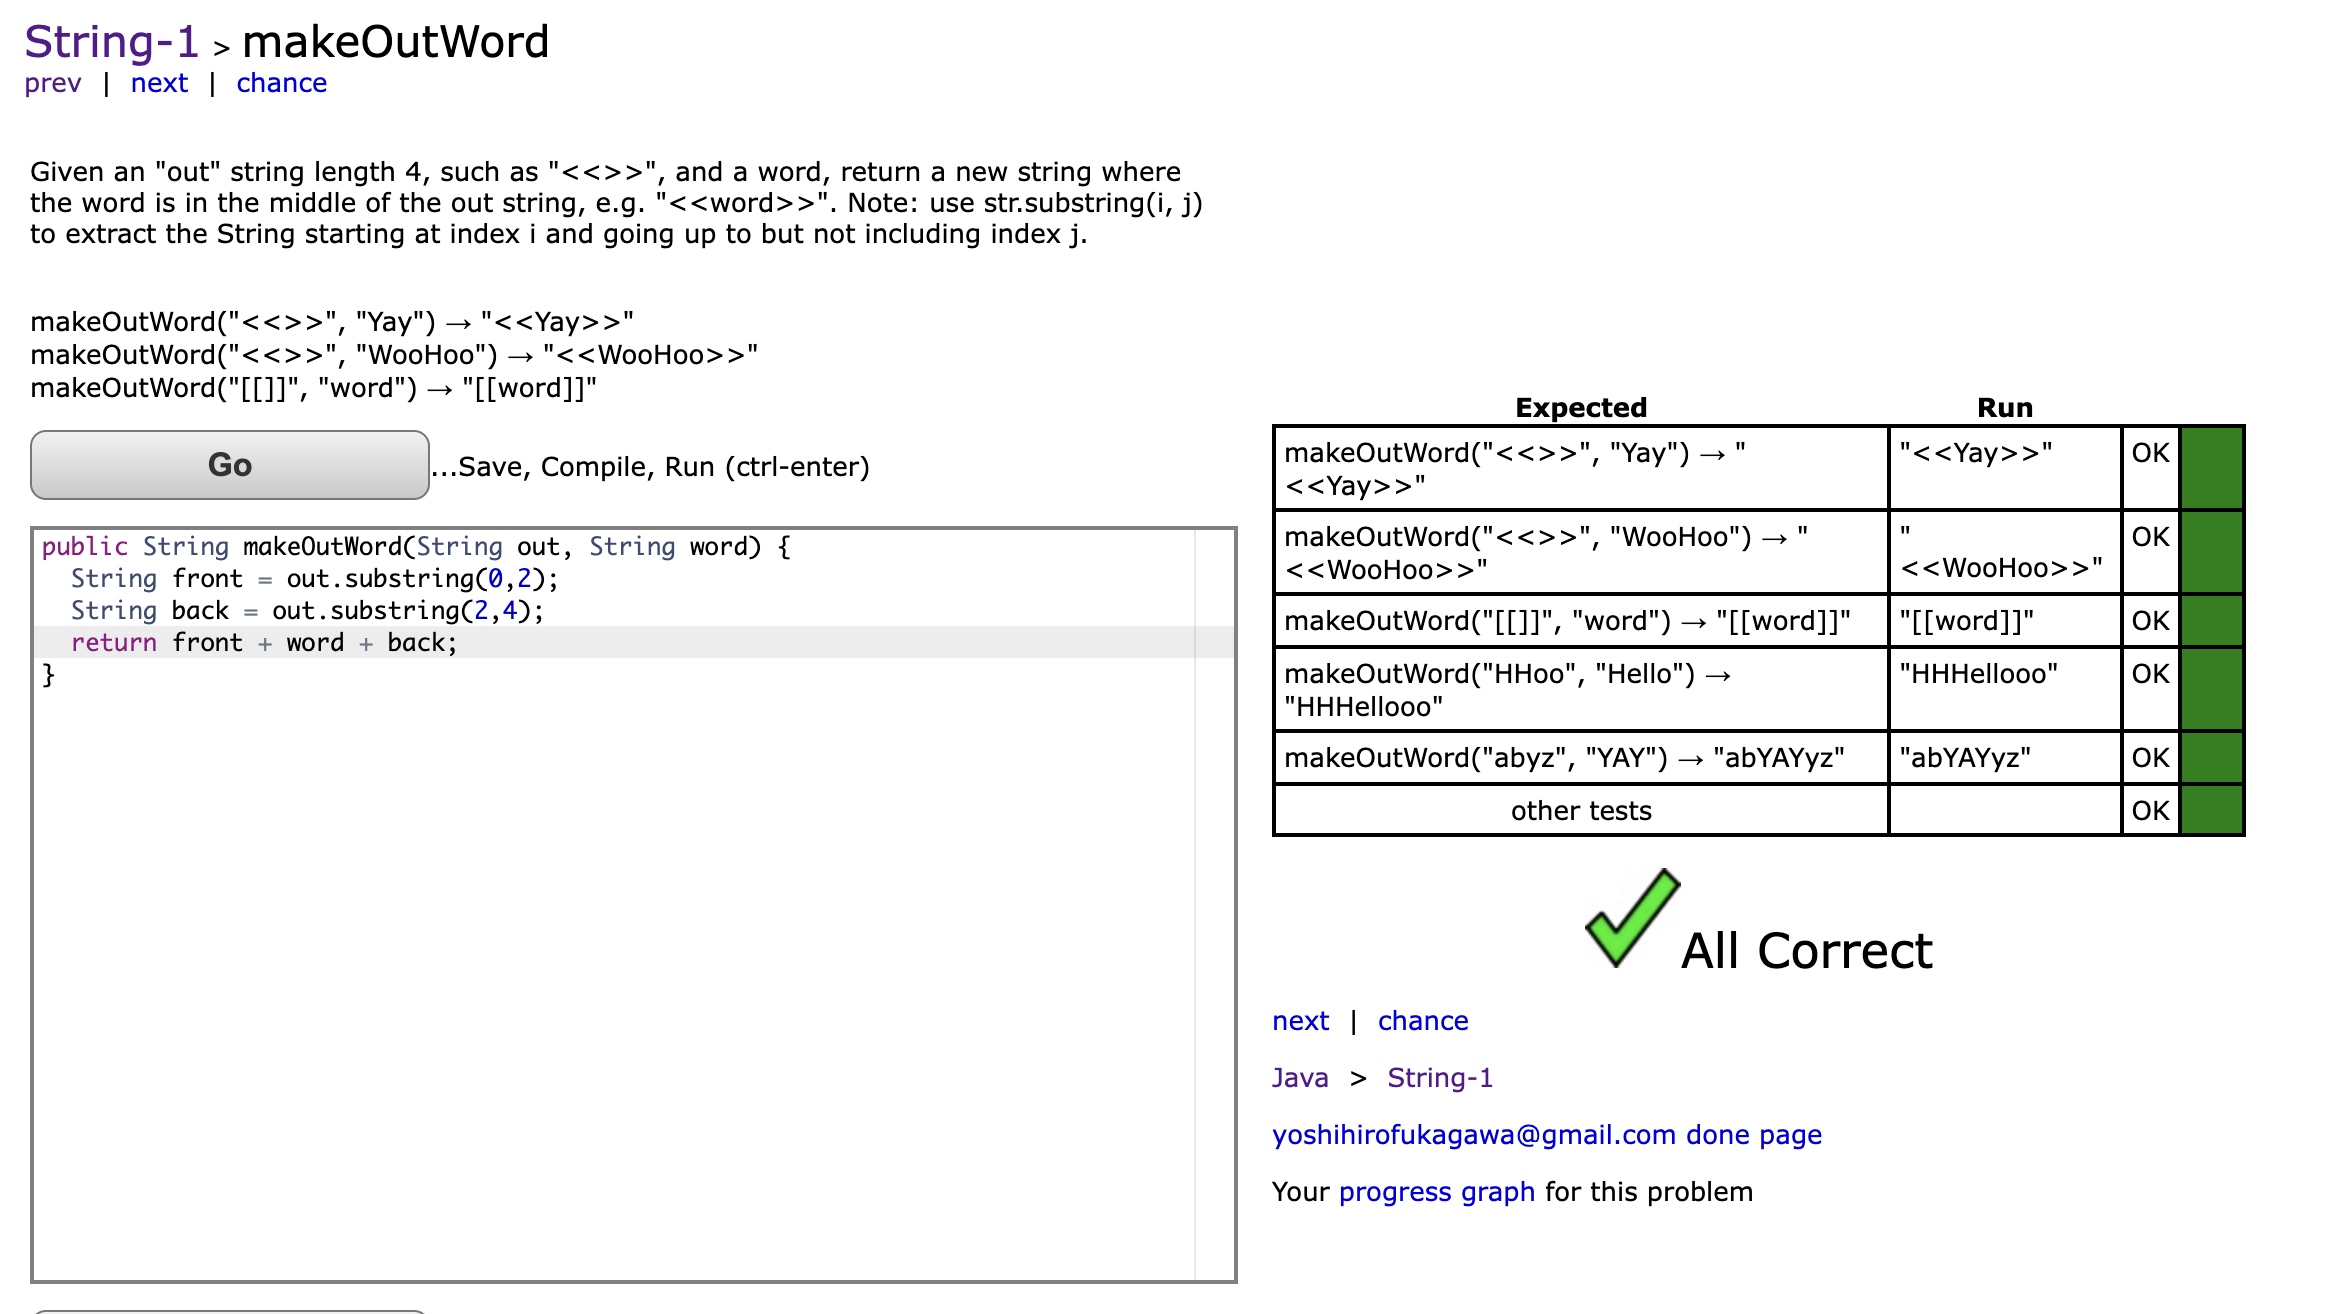 String-1 > makeOutWord
prev | next | chance
Given an "out" string length 4, such as "<<>>", and a word, return a new string where
the word is in the middle of the out string, e.g. "<<word>>". Note: use str.substring(i, j)
to extract the String starting at index i and going up to but not including index j.
makeOutWord("<<>>", "Yay") → "<<Yay>>"
makeOutWord("<<>>", "WooHoo") → "<<WooHoo>>"
makeOutWord("[[]]", "word") → "[[word]]"
Go ...Save, Compile, Run (ctrl-enter)
public String makeOutWord(String out, String word) {
  String front = out.substring(0,2);
  String back = out.substring(2,4);
  return front + word + back;
}
Expected Run
makeOutWord("<<>>", "Yay") → "
<<Yay>>"
"<<Yay>>"
OK
makeOutWord("<<>>", "WooHoo") → "
<<WooHoo>>"
"
<<WooHoo>>"
OK
makeOutWord("[[]]", "word") → "[[word]]"
"[[word]]"
OK
makeOutWord("HHoo", "Hello") →
"HHHellooo"
"HHHellooo"
OK
makeOutWord("abyz", "YAY") → "abYAYyz"
"abYAYyz"
OK
other tests
OK
All Correct
next | chance
Java > String-1
yoshihirofukagawa@gmail.com done page
Your progress graph for this problem